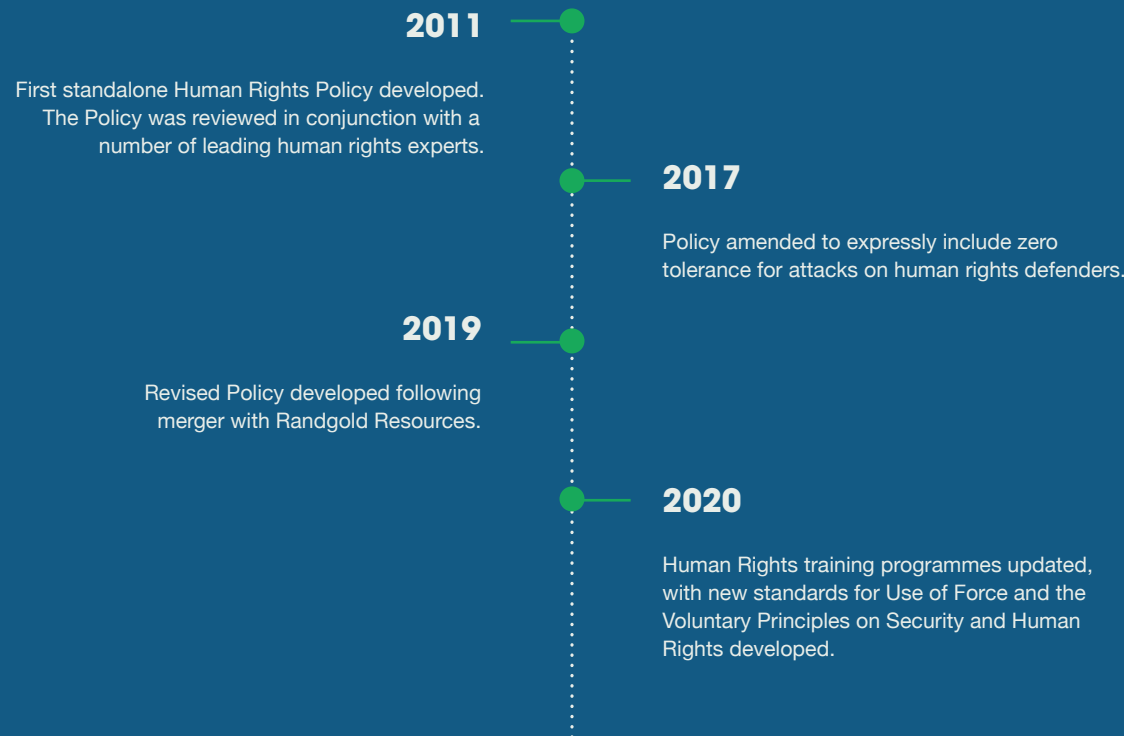 2011
First standalone Human Rights Policy developed.
The Policy was reviewed in conjunction with a
number of leading human rights experts.
2017
Policy amended to expressly include zero
tolerance for attacks on human rights defenders.
2019
Revised Policy developed following
merger with Randgold Resources.
2020
Human Rights training programmes updated,
with new standards for Use of Force and the
Voluntary Principles on Security and Human
Rights developed.